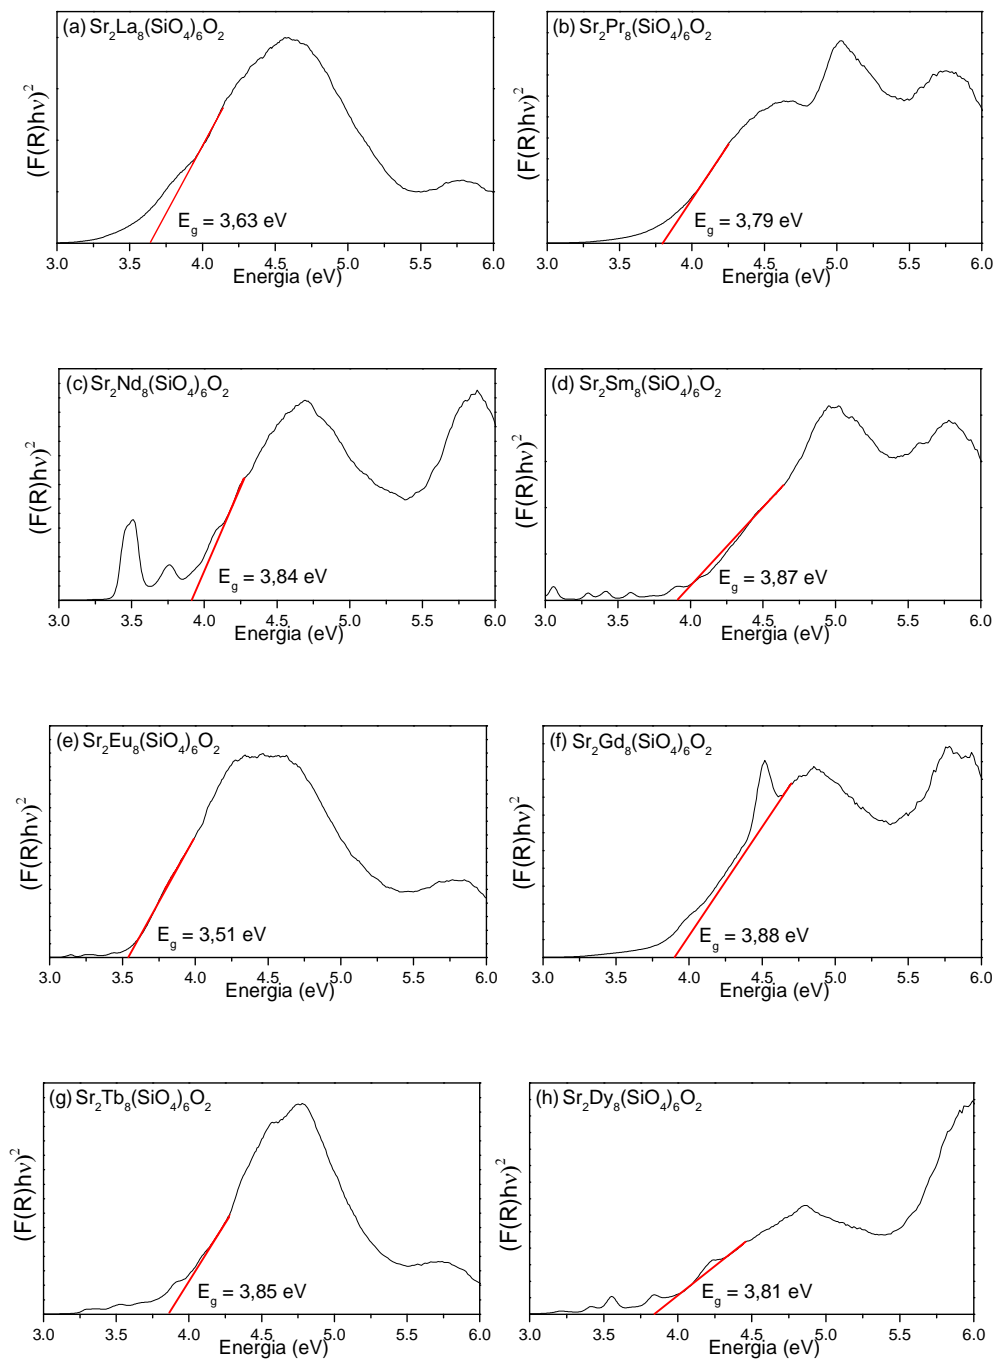 (a) Sr₂La₈(SiO₄)₆O₂
(F(R)hν)²
E_g = 3,63 eV
3.0 3.5 4.0 4.5 5.0 5.5 6.0
Energia (eV)
(b) Sr₂Pr₈(SiO₄)₆O₂
(F(R)hν)²
E_g = 3,79 eV
3.0 3.5 4.0 4.5 5.0 5.5 6.0
Energia (eV)
(c) Sr₂Nd₈(SiO₄)₆O₂
(F(R)hν)²
E_g = 3,84 eV
3.0 3.5 4.0 4.5 5.0 5.5 6.0
Energia (eV)
(d) Sr₂Sm₈(SiO₄)₆O₂
(F(R)hν)²
E_g = 3,87 eV
3.0 3.5 4.0 4.5 5.0 5.5 6.0
Energia (eV)
(e) Sr₂Eu₈(SiO₄)₆O₂
(F(R)hν)²
E_g = 3,51 eV
3.0 3.5 4.0 4.5 5.0 5.5 6.0
Energia (eV)
(f) Sr₂Gd₈(SiO₄)₆O₂
(F(R)hν)²
E_g = 3,88 eV
3.0 3.5 4.0 4.5 5.0 5.5 6.0
Energia (eV)
(g) Sr₂Tb₈(SiO₄)₆O₂
(F(R)hν)²
E_g = 3,85 eV
3.0 3.5 4.0 4.5 5.0 5.5 6.0
Energia (eV)
(h) Sr₂Dy₈(SiO₄)₆O₂
(F(R)hν)²
E_g = 3,81 eV
3.0 3.5 4.0 4.5 5.0 5.5 6.0
Energia (eV)